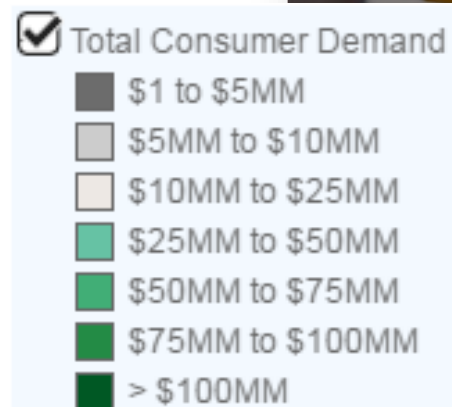 Total Consumer Demand
$1 to $5MM
$5MM to $10MM
$10MM to $25MM
$25MM to $50MM
$50MM to $75MM
$75MM to $100MM
> $100MM